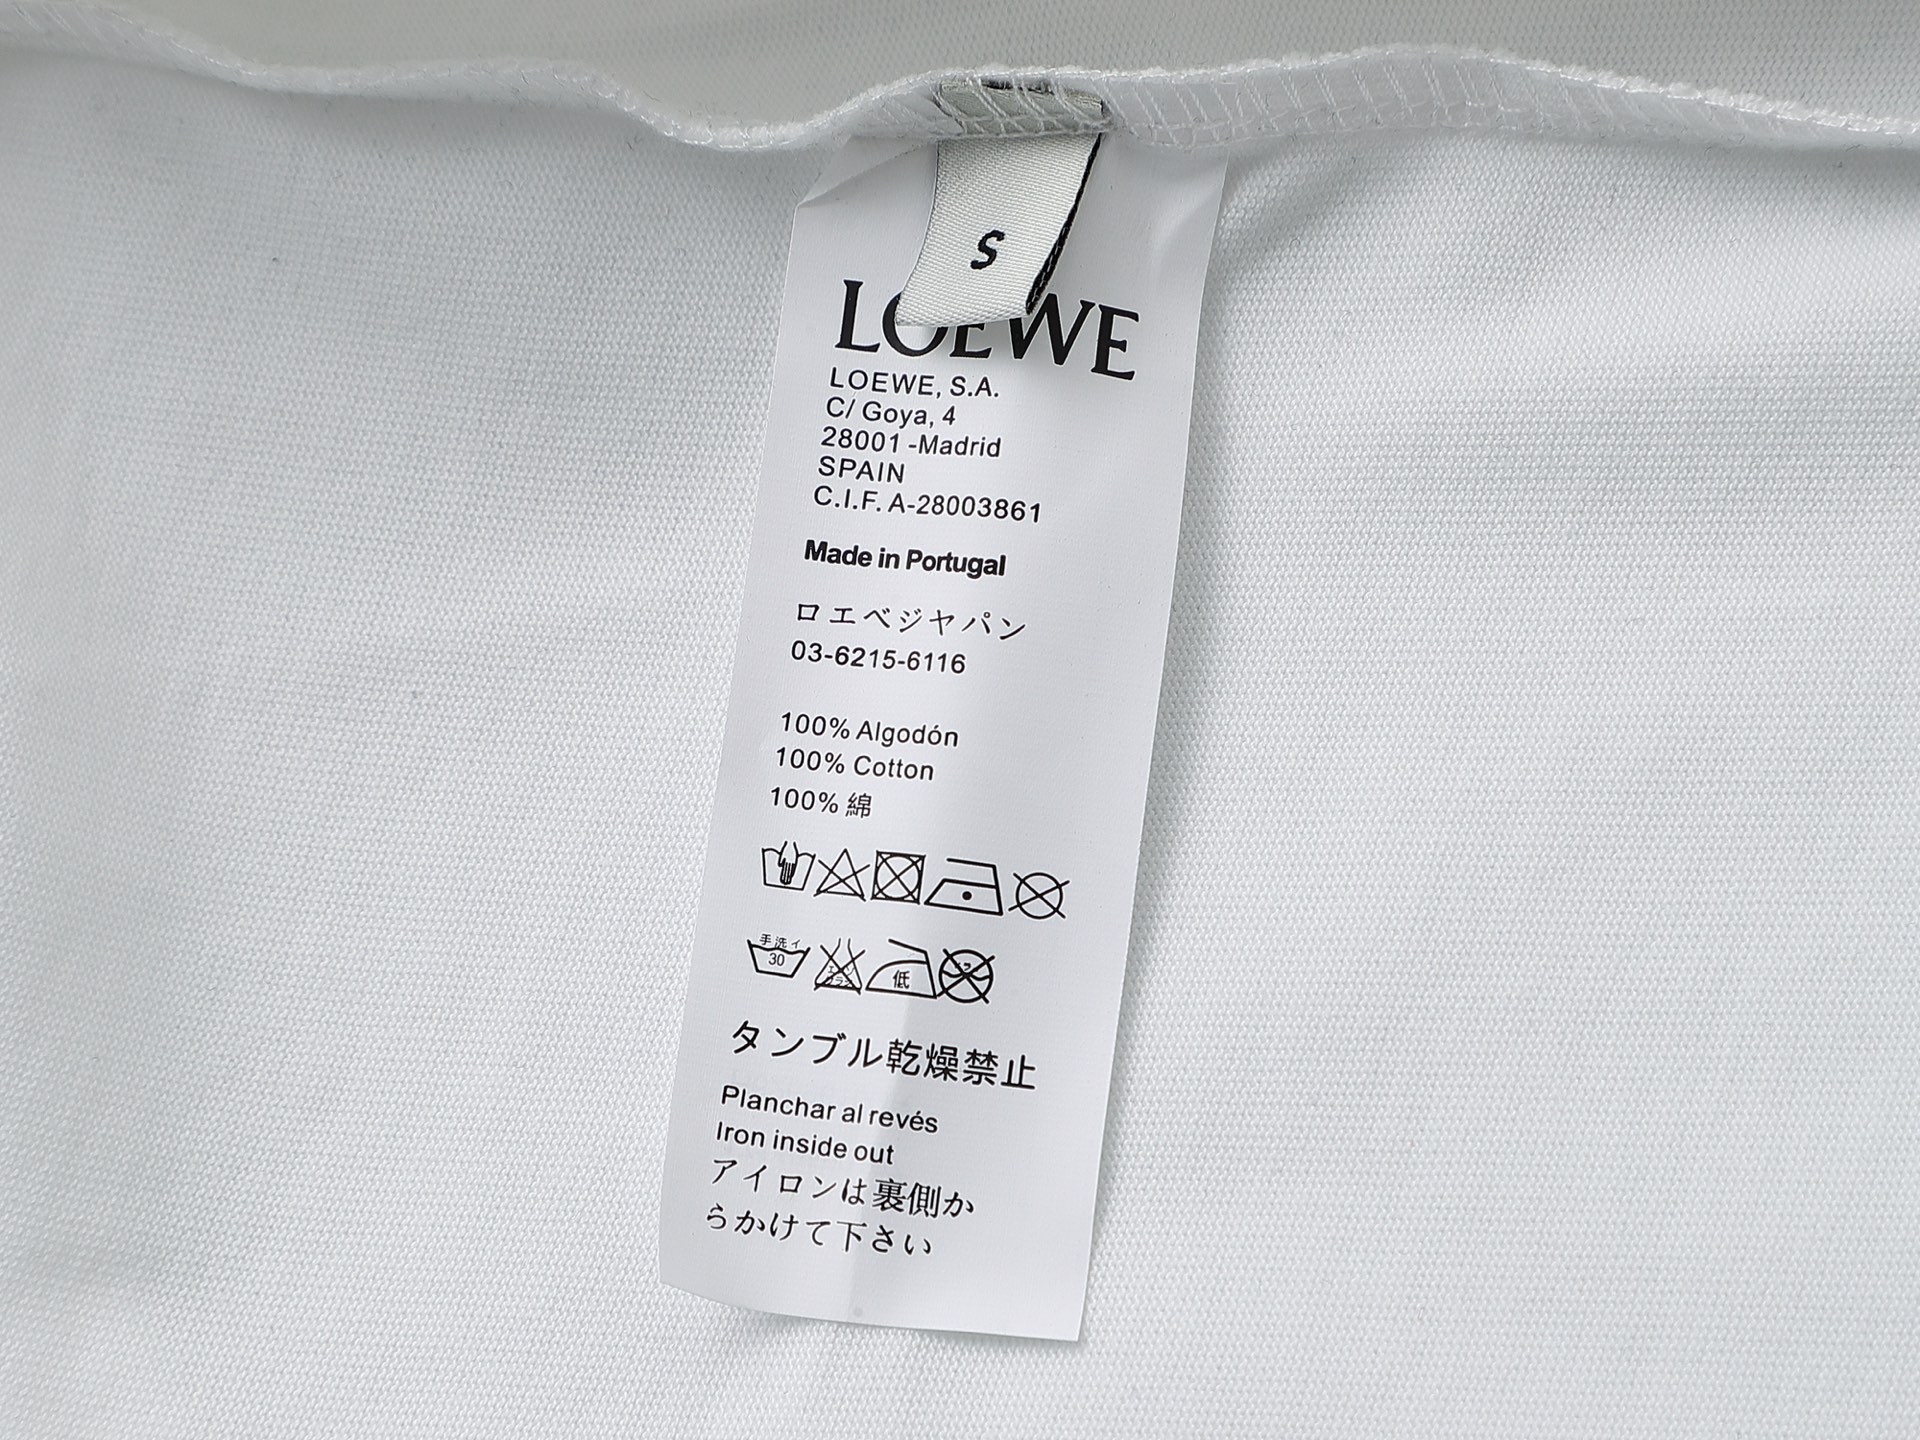 S
LOEWE
LOEWE, S.A.
C/ Goya, 4
28001 -Madrid
SPAIN
C.I.F. A-28003861
Made in Portugal
ロエベジヤパン
03-6215-6116
100% Algodón
100% Cotton
100% 綿
手洗イ
30
低
タンブル乾燥禁止
Planchar al revés
Iron inside out
アイロンは裏側か
らかけて下さい